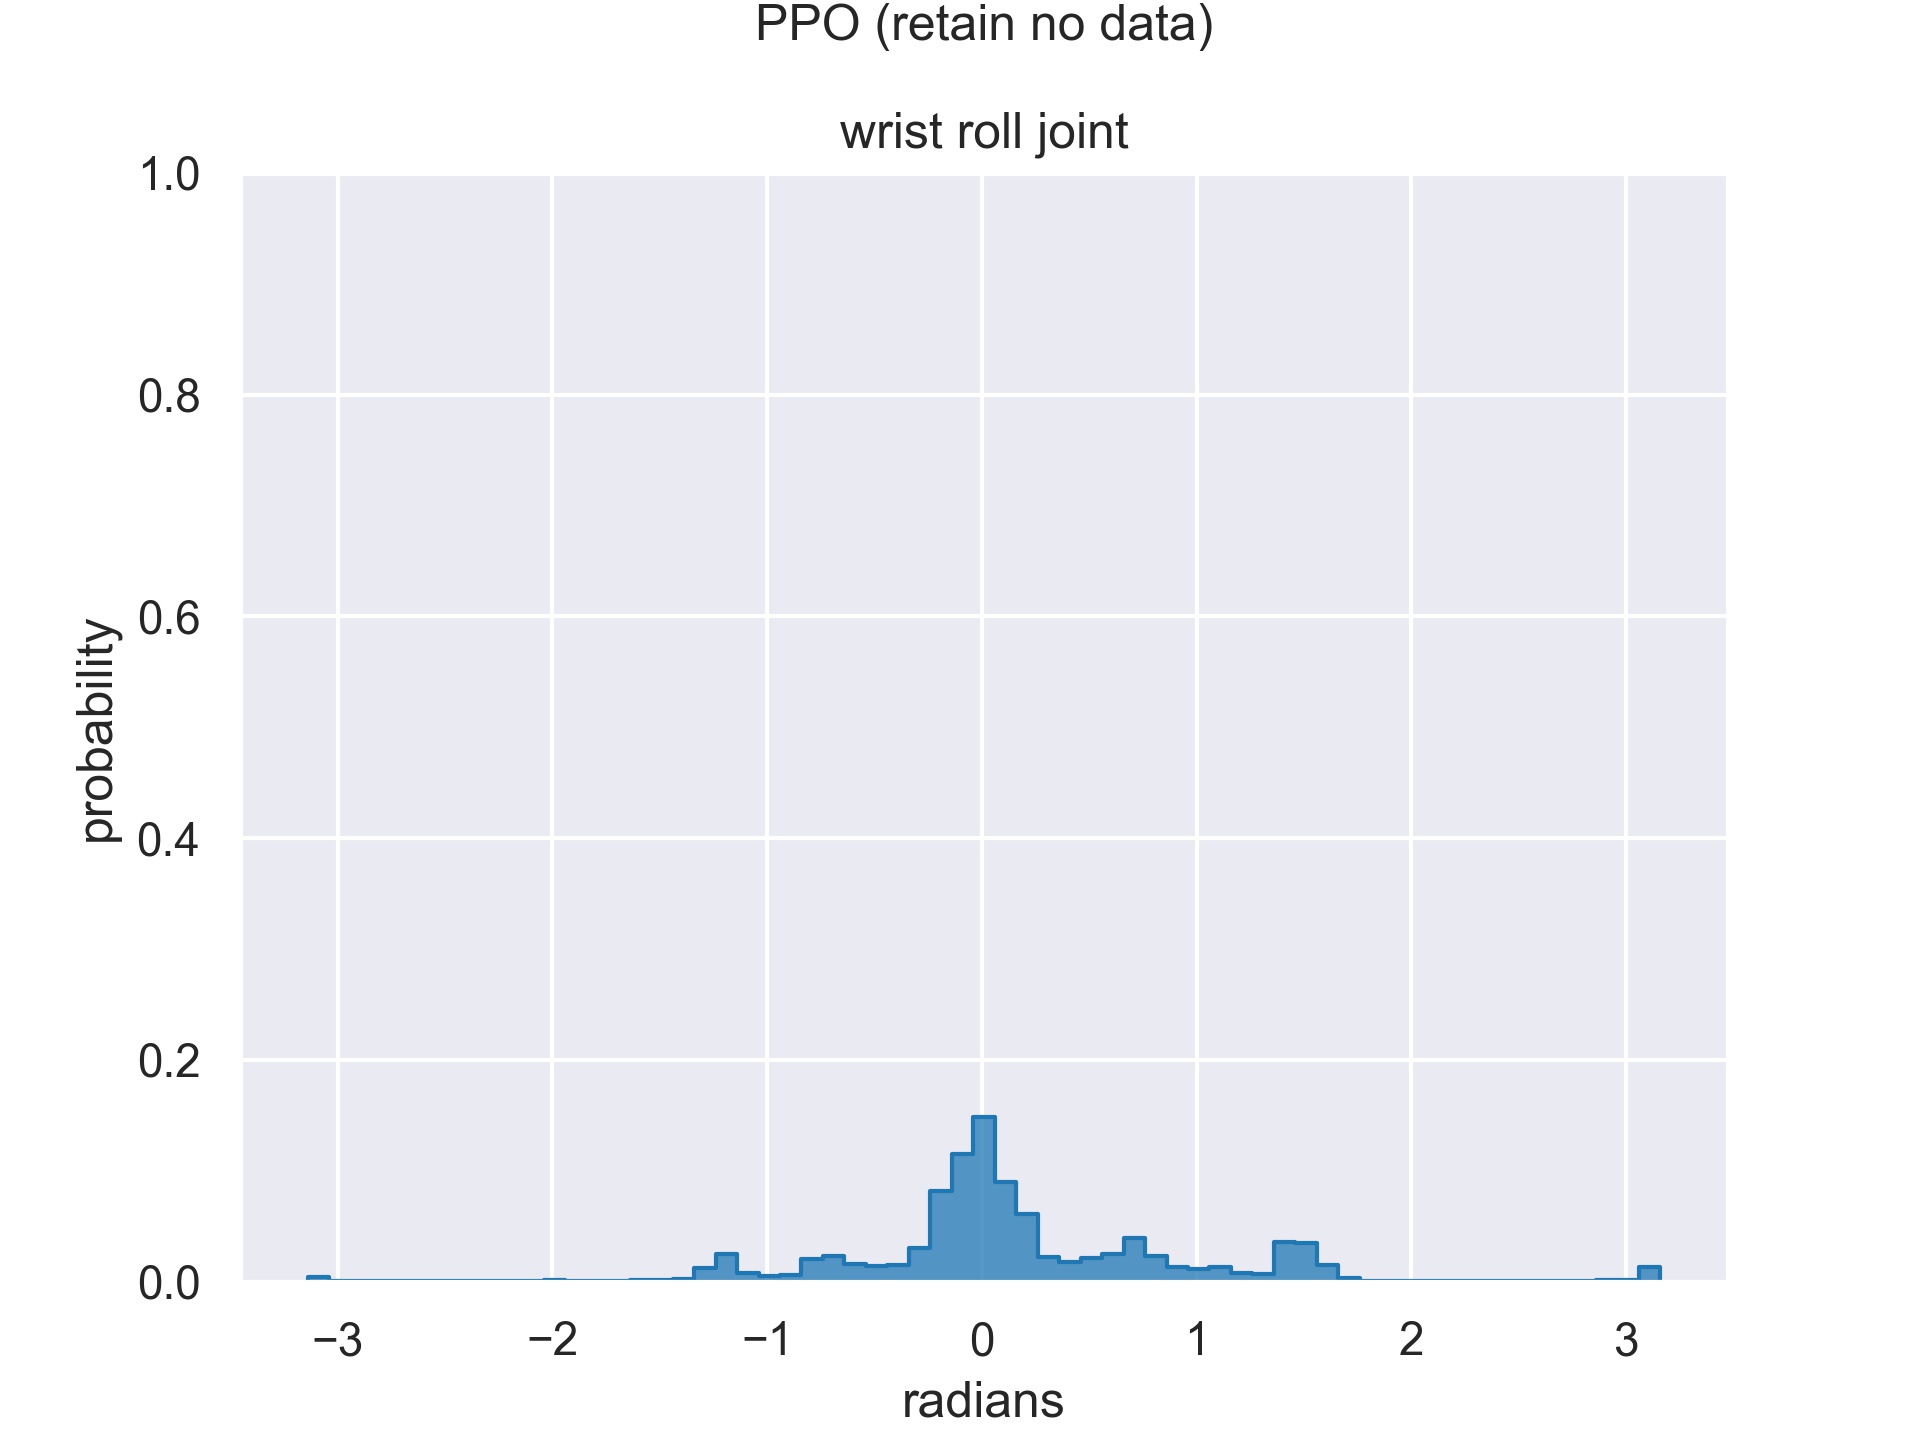 PPO (retain no data)
wrist roll joint
1.0
0.8
0.6
0.4
0.2
0.0
probability
−3 −2 −1 0 1 2 3
radians